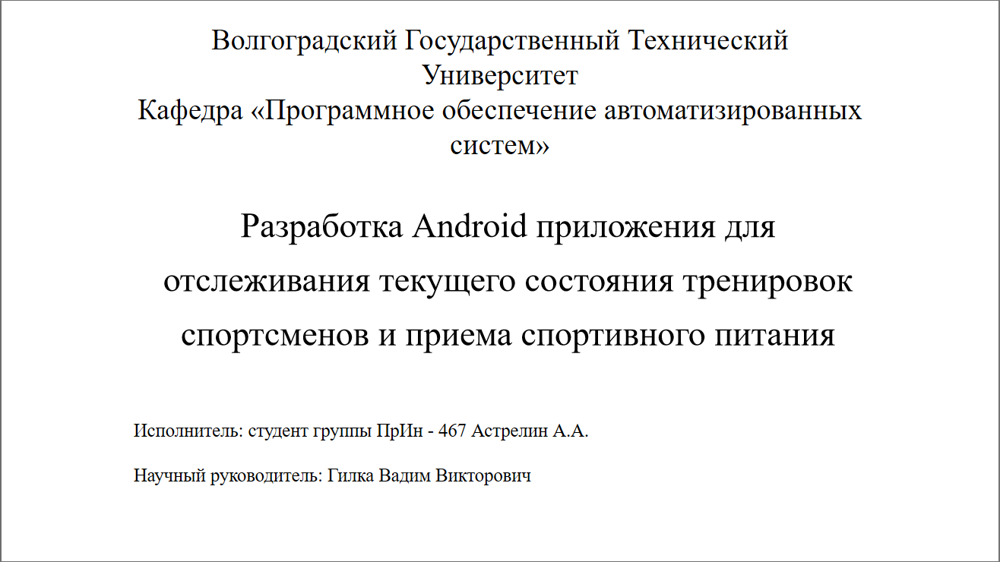 Волгоградский Государственный Технический
Университет
Кафедра «Программное обеспечение автоматизированных
систем»
Разработка Android приложения для
отслеживания текущего состояния тренировок
спортсменов и приема спортивного питания
Исполнитель: студент группы ПрИн - 467 Астрелин А.А.
Научный руководитель: Гилка Вадим Викторович